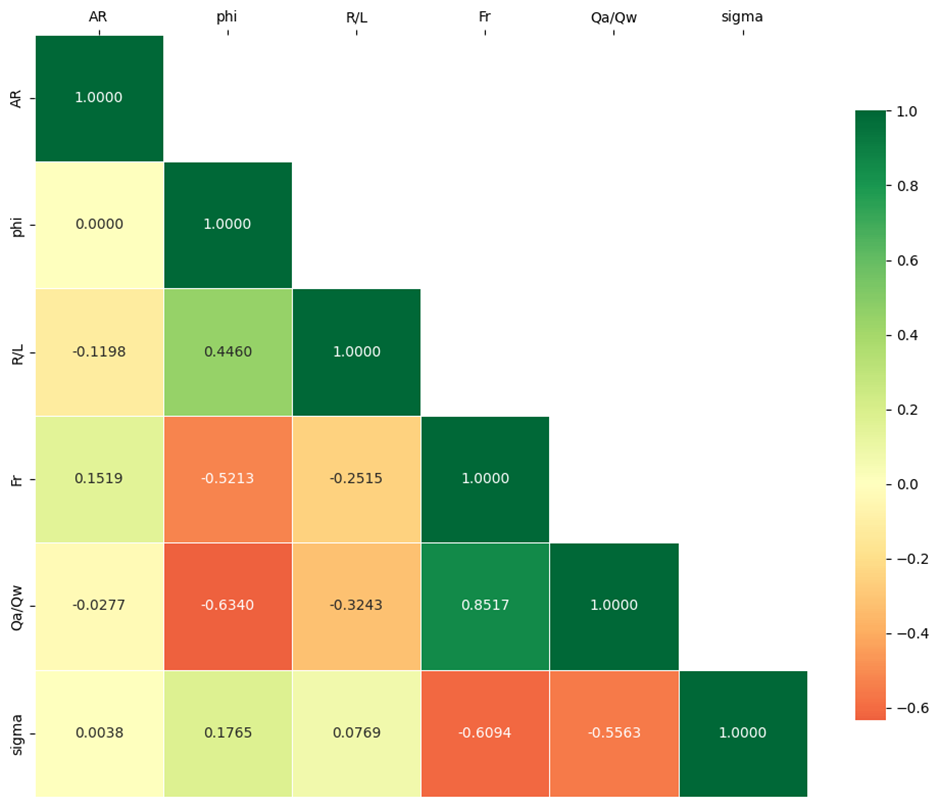 AR phi R/L Fr Qa/Qw sigma
AR 1.0000
phi 0.0000 1.0000
R/L -0.1198 0.4460 1.0000
Fr 0.1519 -0.5213 -0.2515 1.0000
Qa/Qw -0.0277 -0.6340 -0.3243 0.8517 1.0000
sigma 0.0038 0.1765 0.0769 -0.6094 -0.5563 1.0000
1.0
0.8
0.6
0.4
0.2
0.0
−0.2
−0.4
−0.6